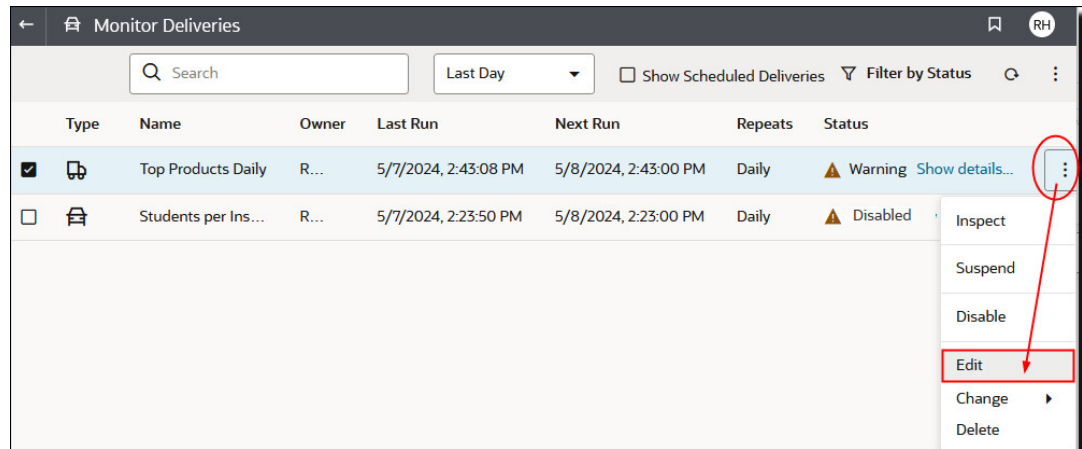 Monitor Deliveries RH
Search Last Day Show Scheduled Deliveries Filter by Status
Type Name Owner Last Run Next Run Repeats Status
Top Products Daily R... 5/7/2024, 2:43:08 PM 5/8/2024, 2:43:00 PM Daily Warning Show details...
Students per Ins... R... 5/7/2024, 2:23:50 PM 5/8/2024, 2:23:00 PM Daily Disabled
Inspect
Suspend
Disable
Edit
Change
Delete